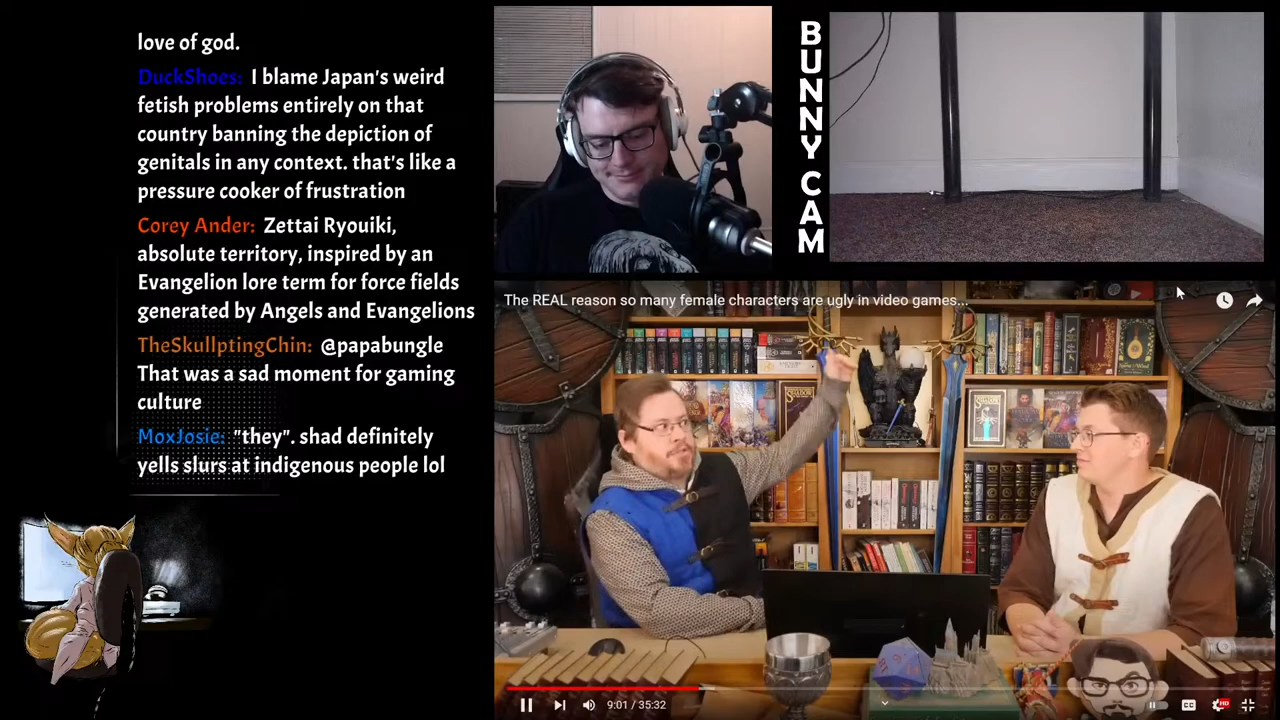 love of god.
DuckShoes: I blame Japan's weird
fetish problems entirely on that
country banning the depiction of
genitals in any context. that's like a
pressure cooker of frustration
Corey Ander: Zettai Ryouiki,
absolute territory, inspired by an
Evangelion lore term for force fields
generated by Angels and Evangelions
TheSkullptingChin: @papabungle
That was a sad moment for gaming
culture
MoxJosie: "they". shad definitely
yells slurs at indigenous people lol
BUNNY CAM
The REAL reason so many female characters are ugly in video games...
9:01 / 35:32
CC
HD